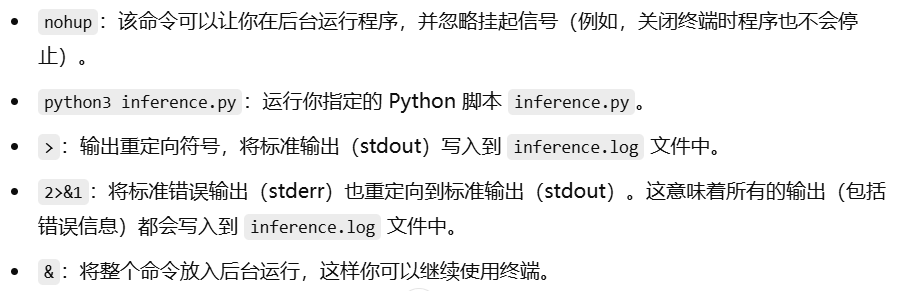 • nohup：该命令可以让你在后台运行程序，并忽略挂起信号（例如，关闭终端时程序也不会停
止）。
• python3 inference.py：运行你指定的 Python 脚本 inference.py。
• >：输出重定向符号，将标准输出（stdout）写入到 inference.log 文件中。
• 2>&1：将标准错误输出（stderr）也重定向到标准输出（stdout）。这意味着所有的输出（包括
错误信息）都会写入到 inference.log 文件中。
• &：将整个命令放入后台运行，这样你可以继续使用终端。